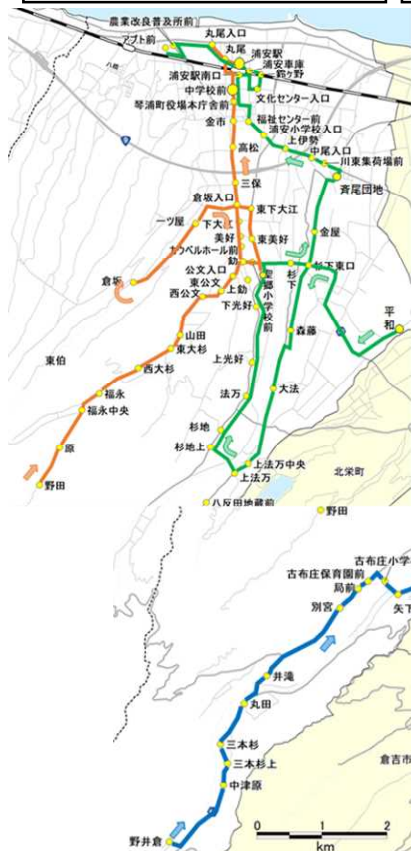 農業改良普及所前
アプト前
丸尾入口
丸尾
浦安駅
浦安車庫
八橋
浦安駅南口
鈴ヶ野
中学校前
文化センター入口
琴浦町役場本庁舎前
福祉センター前
金市
浦安小学校入口
上伊勢
9
中尾入口
高松
川東集荷場前
斉尾団地
三保
倉坂入口
一ツ屋
下大江
東下大江
金屋
美好
東美好
カウベルホール前
公文入口
釛
杉下
杉下東口
倉坂
東公文
上釛
聖郷小学校前
西公文
下光好
平和
山田
森藤
東大杉
東伯
上光好
西大杉
大法
法万
福永
福永中央
杉地
杉地上
原
上法万中央
北栄町
上法万
野田
八反田地蔵前
野田
古布庄小学
古布庄保育園前
局前
別宮
矢下
井滝
丸田
三本杉
倉吉市
三本杉上
中津原
野井倉
0 1 2
km